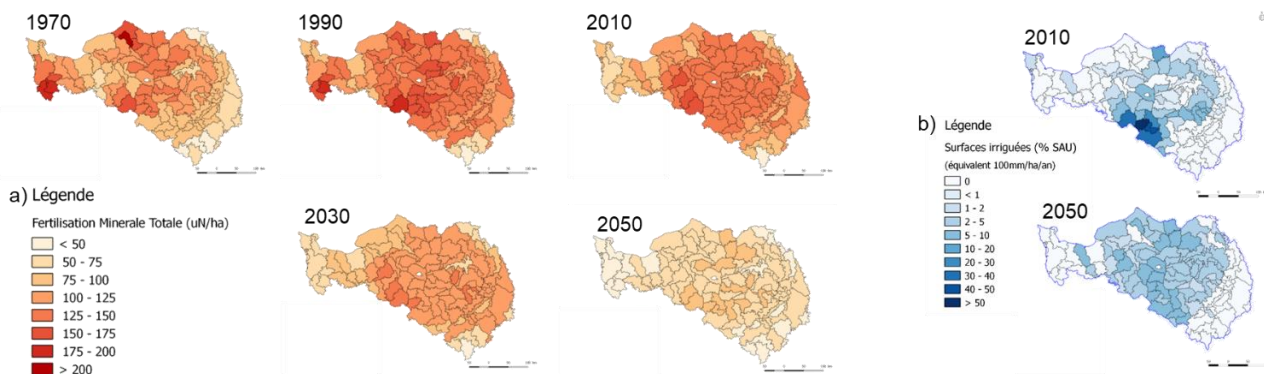 1970
1990
2010
a) Légende
Fertilisation Minerale Totale (uN/ha)
< 50
50 - 75
75 - 100
100 - 125
125 - 150
150 - 175
175 - 200
> 200
2030
2050
é
2010
b) Légende
Surfaces irriguées (% SAU)
(équivalent 100mm/ha/an)
0
< 1
1 - 2
2 - 5
5 - 10
10 - 20
20 - 30
30 - 40
40 - 50
> 50
2050